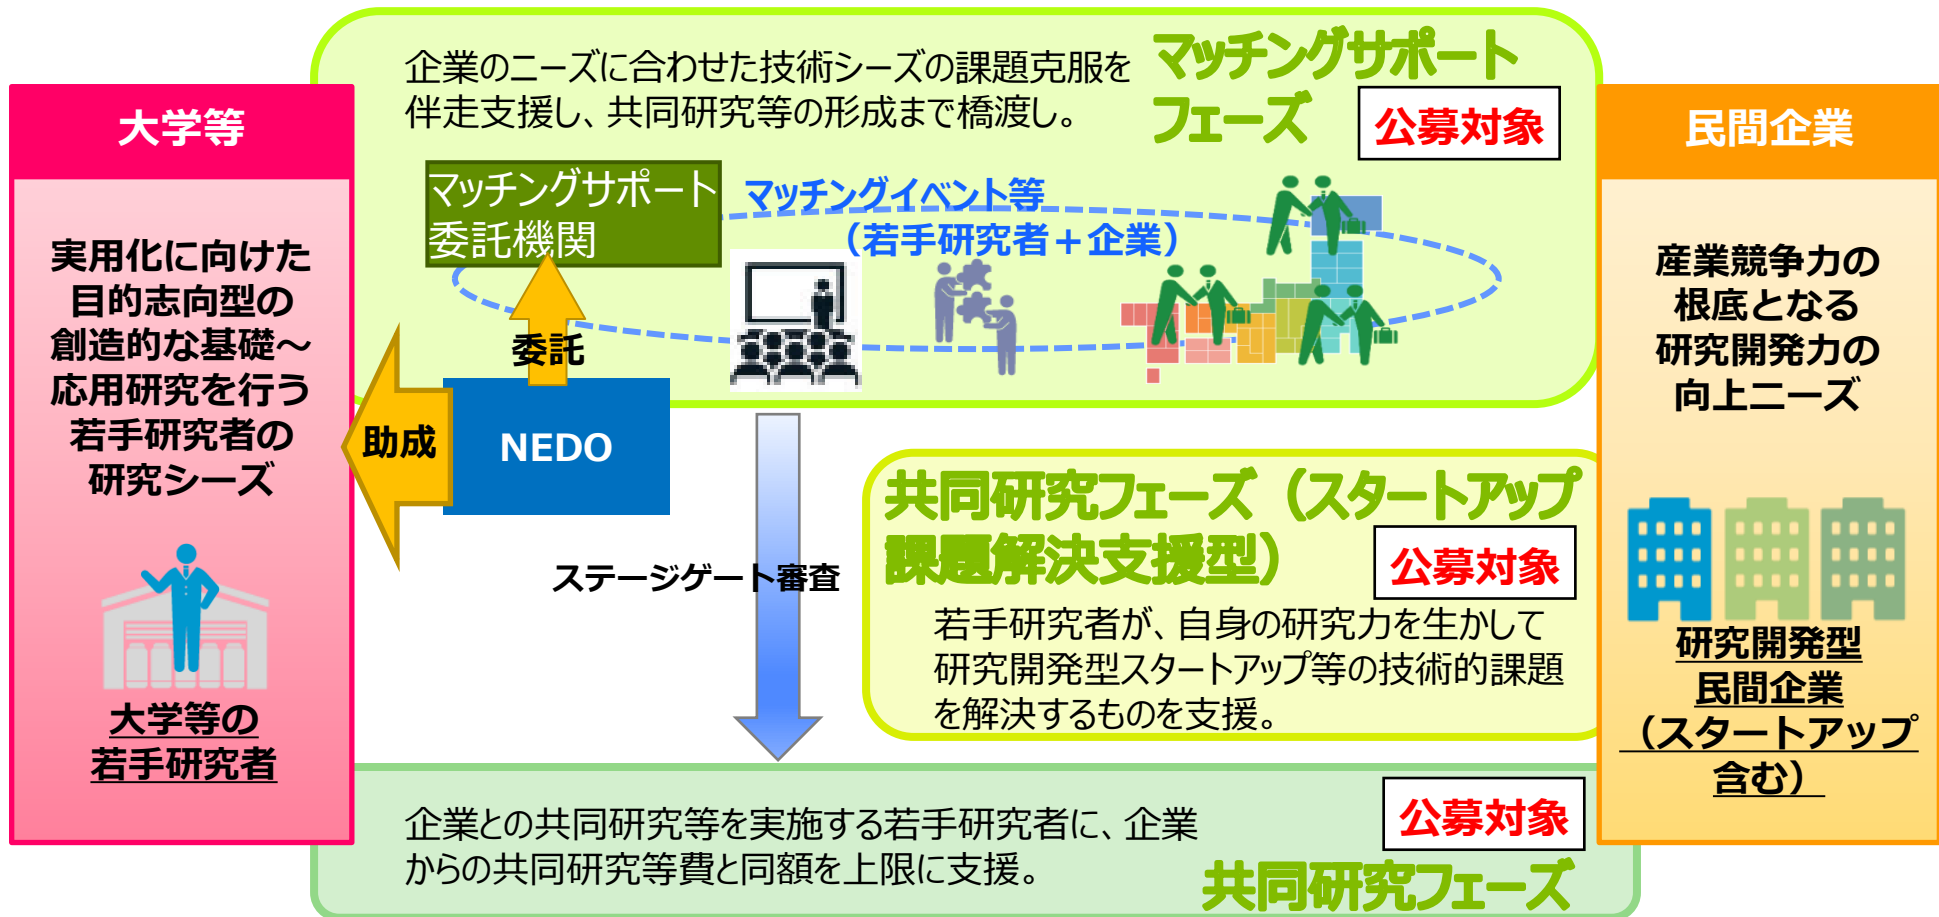 大学等
実用化に向けた
目的志向型の
創造的な基礎～
応用研究を行う
若手研究者の
研究シーズ
大学等の
若手研究者
企業のニーズに合わせた技術シーズの課題克服を
伴走支援し、共同研究等の形成まで橋渡し。
マッチングサポート
フェーズ
公募対象
マッチングサポート
委託機関
マッチングイベント等
（若手研究者＋企業）
委託
助成
NEDO
ステージゲート審査
共同研究フェーズ（スタートアップ
課題解決支援型）
公募対象
若手研究者が、自身の研究力を生かして
研究開発型スタートアップ等の技術的課題
を解決するものを支援。
企業との共同研究等を実施する若手研究者に、企業
からの共同研究等費と同額を上限に支援。
公募対象
共同研究フェーズ
民間企業
産業競争力の
根底となる
研究開発力の
向上ニーズ
研究開発型
民間企業
（スタートアップ
含む）